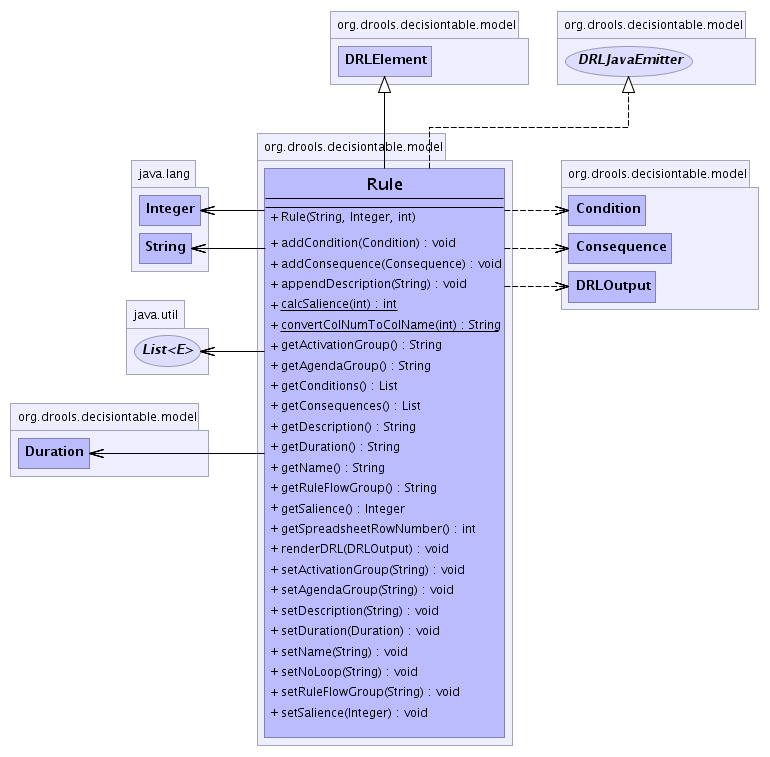 org.drools.decisiontable.model
DRLElement
org.drools.decisiontable.model
DRLJavaEmitter
org.drools.decisiontable.model
Rule
+ Rule(String, Integer, int)
+ addCondition(Condition) : void
+ addConsequence(Consequence) : void
+ appendDescription(String) : void
+ calcSalience(int) : int
+ convertColNumToColName(int) : String
+ getActivationGroup() : String
+ getAgendaGroup() : String
+ getConditions() : List
+ getConsequences() : List
+ getDescription() : String
+ getDuration() : String
+ getName() : String
+ getRuleFlowGroup() : String
+ getSalience() : Integer
+ getSpreadsheetRowNumber() : int
+ renderDRL(DRLOutput) : void
+ setActivationGroup(String) : void
+ setAgendaGroup(String) : void
+ setDescription(String) : void
+ setDuration(Duration) : void
+ setName(String) : void
+ setNoLoop(String) : void
+ setRuleFlowGroup(String) : void
+ setSalience(Integer) : void
java.lang
Integer
String
java.util
List<E>
org.drools.decisiontable.model
Duration
org.drools.decisiontable.model
Condition
Consequence
DRLOutput